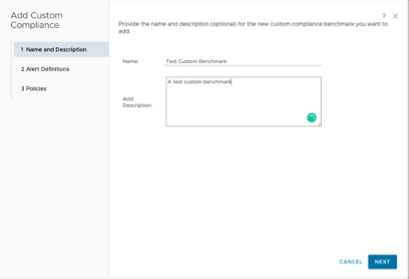 Add Custom
Compliance
? ×
Provide the name and description (optional) for the new custom compliance benchmark you want to
add.
1 Name and Description
2 Alert Definitions
3 Policies
Name
Test Custom Benchmark
A test custom benchmark
Add
Description:
CANCEL
NEXT